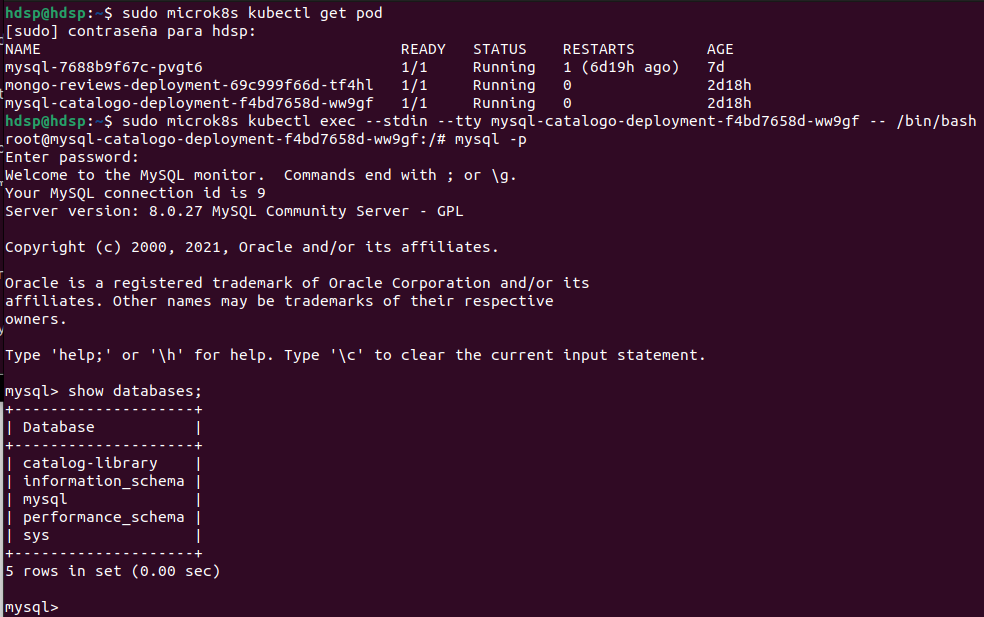 hdsp@hdsp:~$ sudo microk8s kubectl get pod
[sudo] contraseña para hdsp:
NAME                                        READY   STATUS    RESTARTS        AGE
mysql-7688b9f67c-pvgt6                      1/1     Running   1 (6d19h ago)   7d
mongo-reviews-deployment-69c999f66d-tf4hl   1/1     Running   0               2d18h
mysql-catalogo-deployment-f4bd7658d-ww9gf   1/1     Running   0               2d18h
hdsp@hdsp:~$ sudo microk8s kubectl exec --stdin --tty mysql-catalogo-deployment-f4bd7658d-ww9gf -- /bin/bash
root@mysql-catalogo-deployment-f4bd7658d-ww9gf:/# mysql -p
Enter password:
Welcome to the MySQL monitor.  Commands end with ; or \g.
Your MySQL connection id is 9
Server version: 8.0.27 MySQL Community Server - GPL

Copyright (c) 2000, 2021, Oracle and/or its affiliates.

Oracle is a registered trademark of Oracle Corporation and/or its
affiliates. Other names may be trademarks of their respective
owners.

Type 'help;' or '\h' for help. Type '\c' to clear the current input statement.

mysql> show databases;
+--------------------+
| Database           |
+--------------------+
| catalog-library    |
| information_schema |
| mysql              |
| performance_schema |
| sys                |
+--------------------+
5 rows in set (0.00 sec)

mysql>